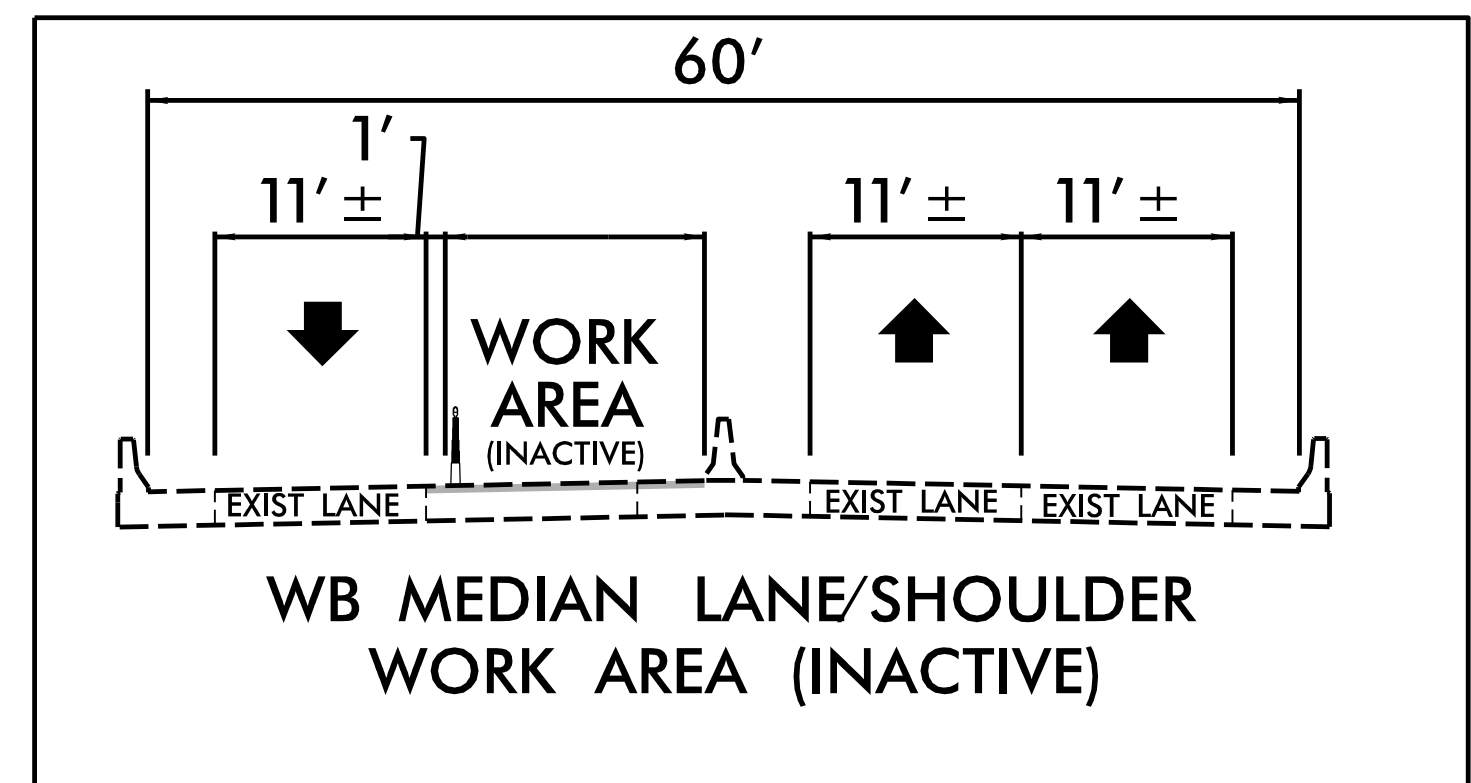 60'
1'
11' ±
11' ±
11' ±
WORK
AREA
(INACTIVE)
EXIST LANE
EXIST LANE
EXIST LANE
WB MEDIAN LANE/SHOULDER
WORK AREA (INACTIVE)